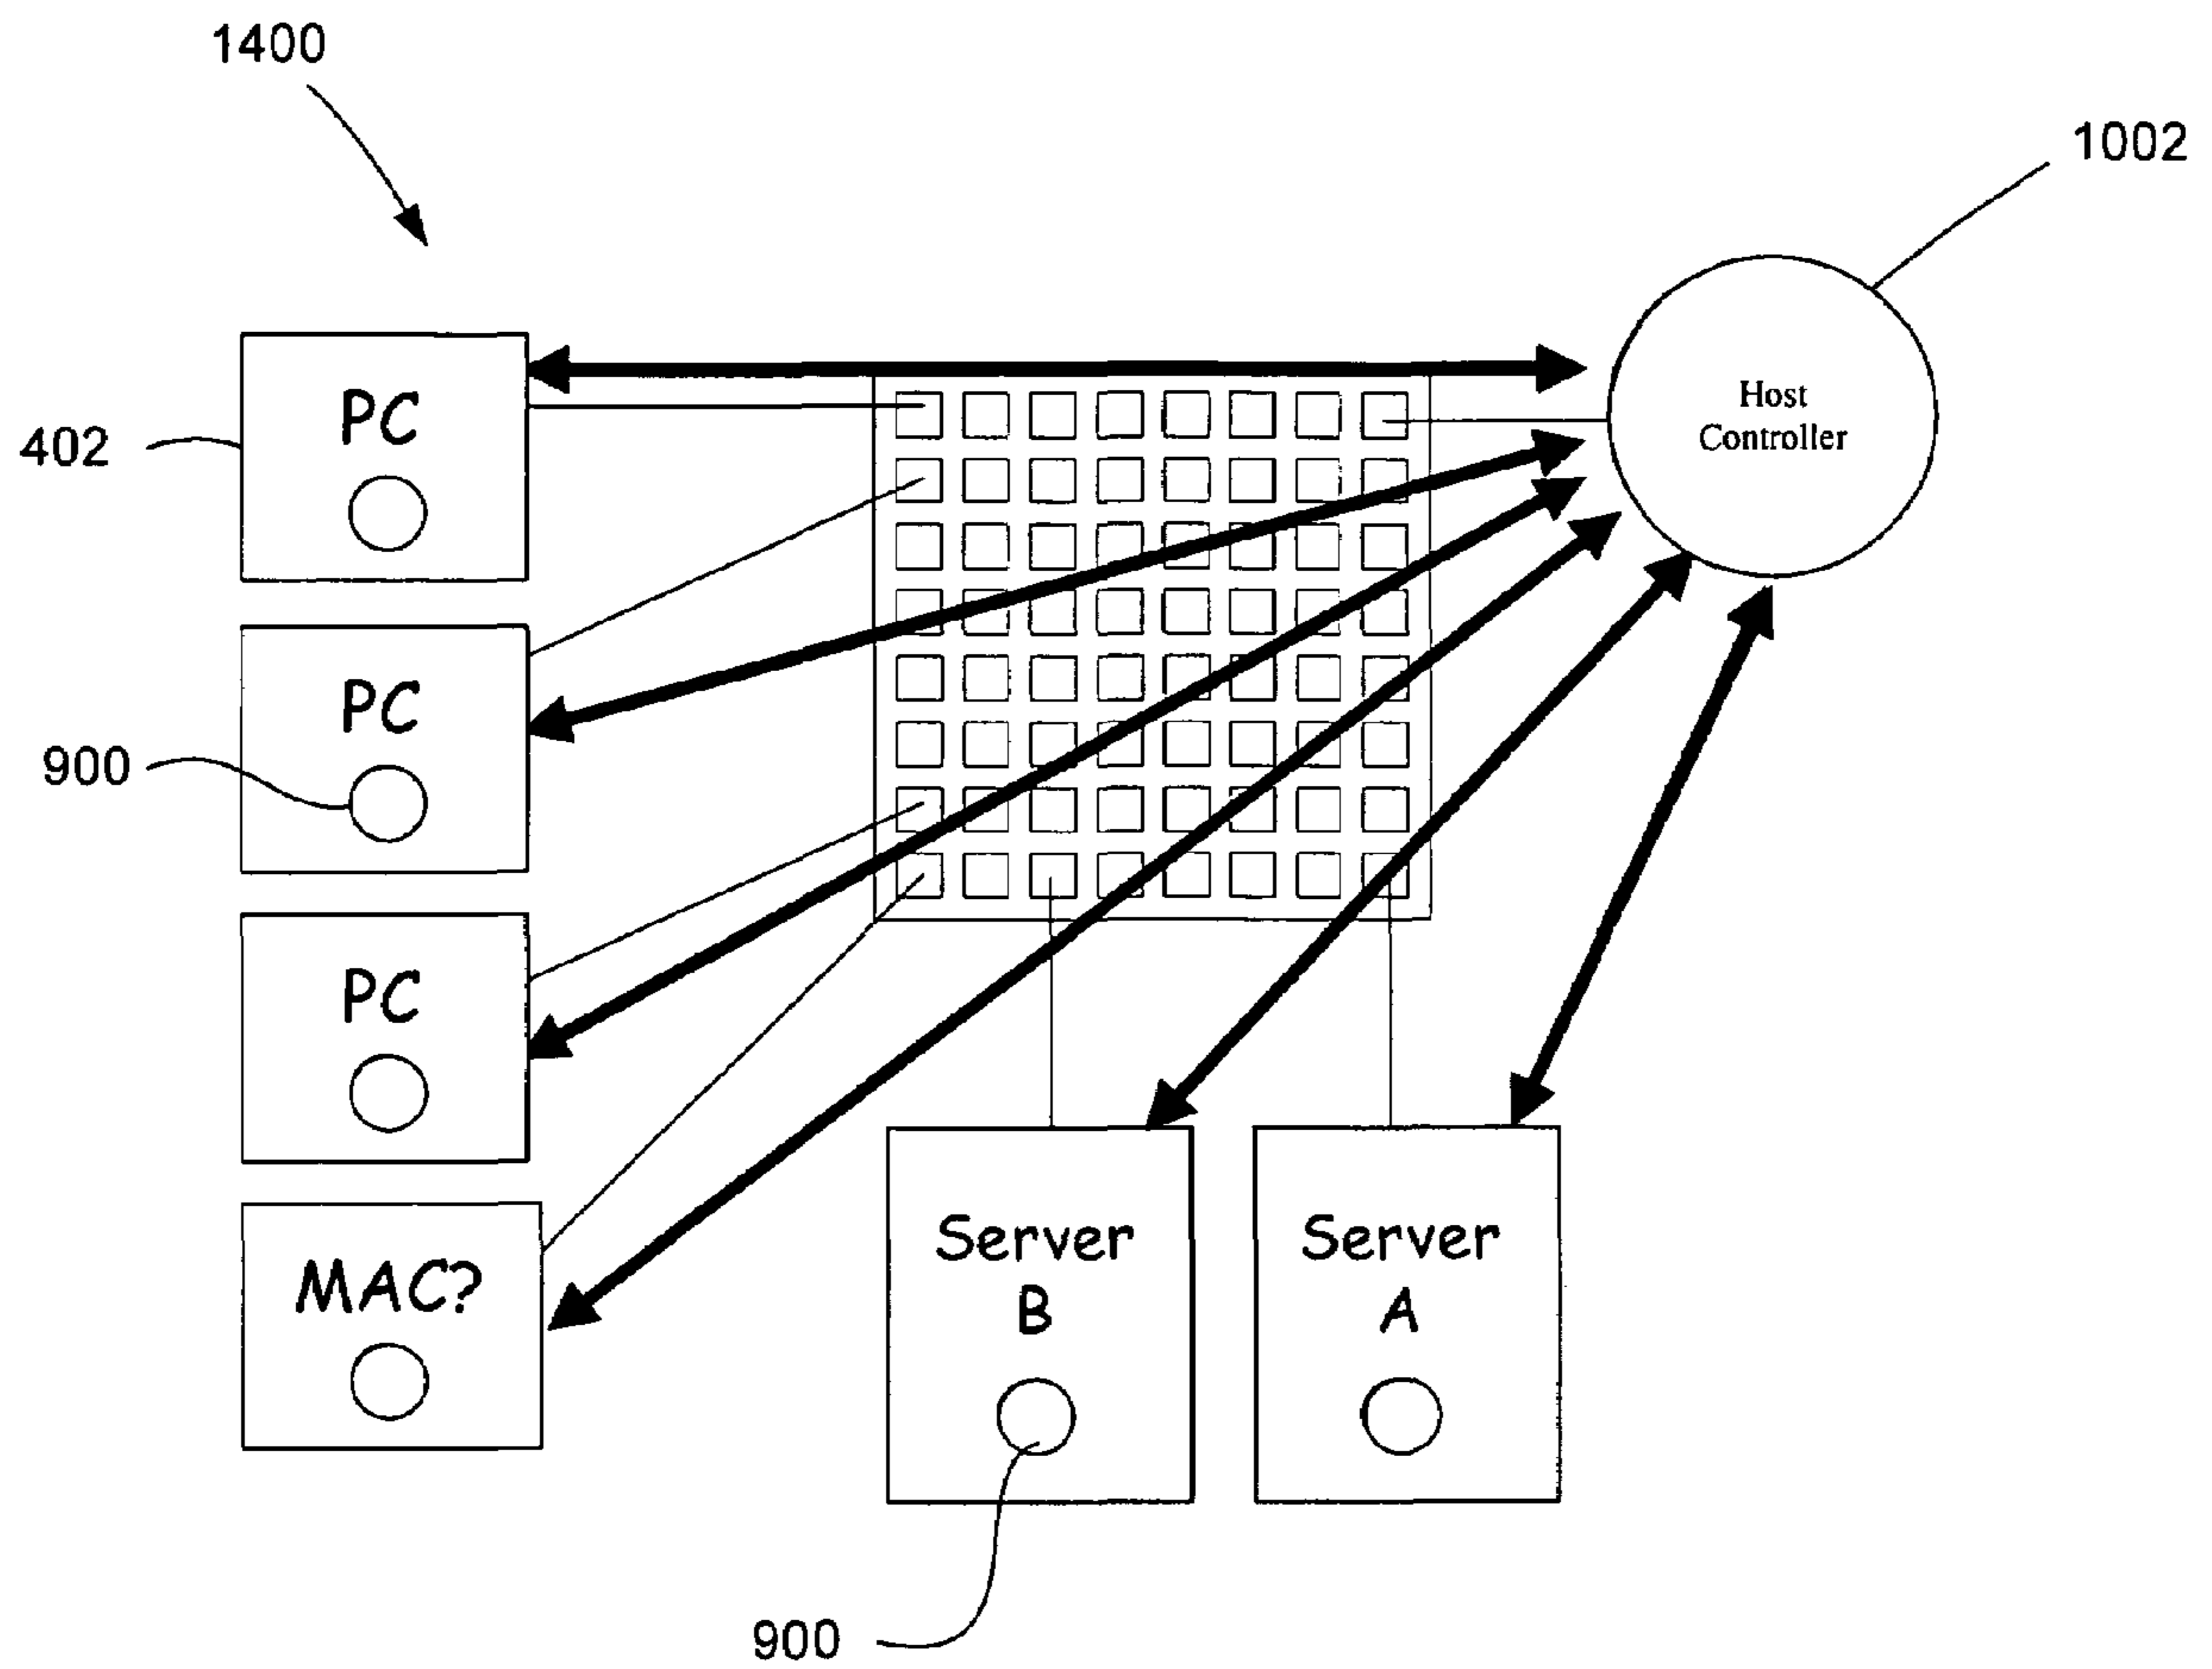 1400
1002
PC
402
Host
Controller
PC
900
PC
MAC?
Server
B
Server
A
900